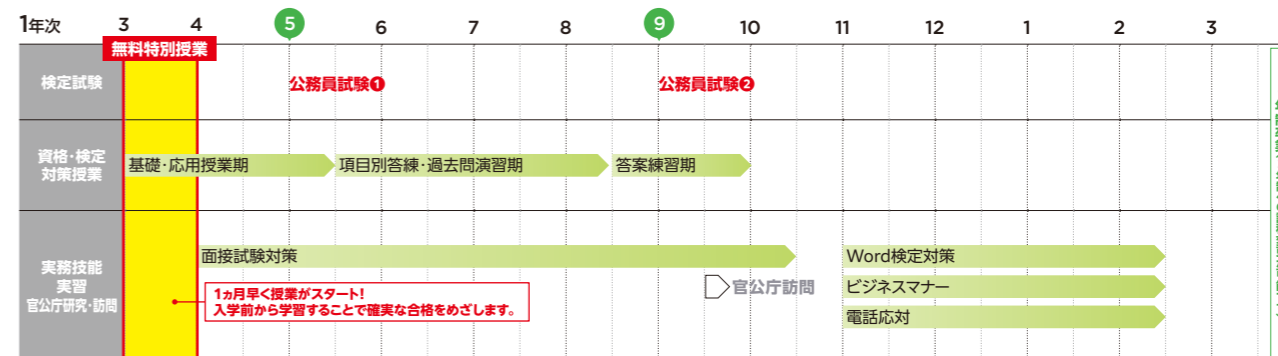 1年次 3 4 5 6 7 8 9 10 11 12 1 2 3
無料特別授業
検定試験
公務員試験❶ 公務員試験❷
資格・検定
対策授業
基礎・応用授業期 項目別答練・過去問演習期 答案練習期
実務技能
実習
官公庁研究・訪問
面接試験対策 Word検定対策
官公庁訪問 ビジネスマナー
電話応対
1ヵ月早く授業がスタート!
入学前から学習することで確実な合格をめざします。